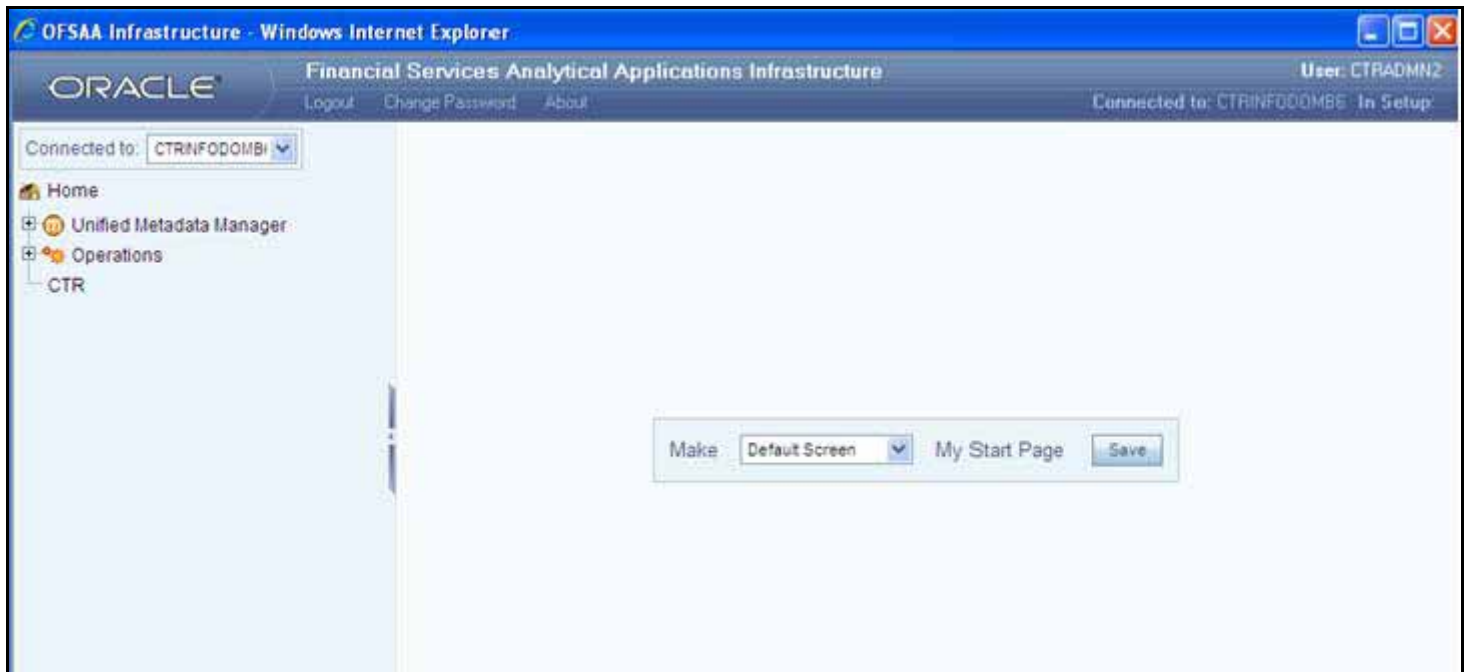 OFSAA Infrastructure - Windows Internet Explorer
ORACLE
Financial Services Analytical Applications Infrastructure
User: CTRADMN2
Logout Change Password About
Connected to: CTRINFODOMB6 In Setup:
Connected to: CTRINFODOMB
Home
Unified Metadata Manager
Operations
CTR
Make Default Screen My Start Page Save